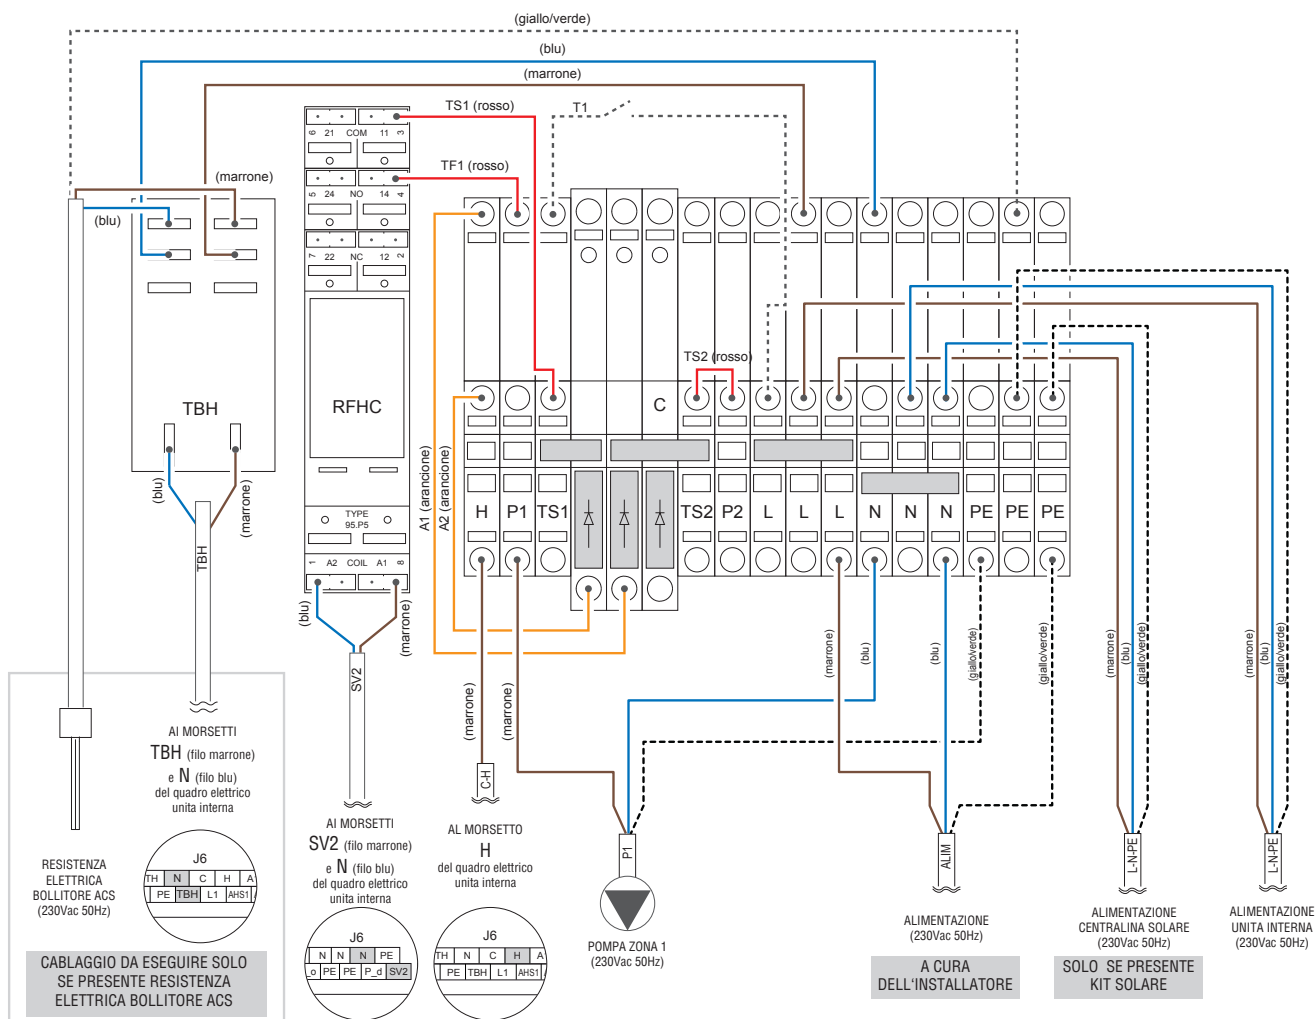 (giallo/verde)
(blu)
(marrone)
TS1 (rosso)
T1
TF1 (rosso)
(marrone)
(blu)
6 21 COM 11 3
5 24 NO 14 4
7 22 NC 12 2
TBH
RFHC
TYPE
95.P5
1 A2 COIL A1 8
A1 (arancione)
A2 (arancione)
TS2 (rosso)
C
H P1 TS1 TS2 P2 L L L N N N PE PE PE
(blu)
(marrone)
TBH
(blu)
(marrone)
SV2
(marrone)
(marrone)
(marrone)
(blu)
(blu)
(giallo/verde)
(giallo/verde)
(marrone)
(blu)
(giallo/verde)
(marrone)
(blu)
(giallo/verde)
C-H
P1
ALIM
L-N-PE
L-N-PE
AI MORSETTI
TBH (filo marrone)
e N (filo blu)
del quadro elettrico
unita interna
J6
TH N C H A
PE TBH L1 AHS1
RESISTENZA
ELETTRICA
BOLLITORE ACS
(230Vac 50Hz)
CABLAGGIO DA ESEGUIRE SOLO
SE PRESENTE RESISTENZA
ELETTRICA BOLLITORE ACS
AI MORSETTI
SV2 (filo marrone)
e N (filo blu)
del quadro elettrico
unita interna
J6
N N N PE
_o PE PE P_d SV2
AL MORSETTO
H
del quadro elettrico
unita interna
J6
TH N C H A
PE TBH L1 AHS1
POMPA ZONA 1
(230Vac 50Hz)
ALIMENTAZIONE
(230Vac 50Hz)
A CURA
DELL'INSTALLATORE
ALIMENTAZIONE
CENTRALINA SOLARE
(230Vac 50Hz)
SOLO SE PRESENTE
KIT SOLARE
ALIMENTAZIONE
UNITA INTERNA
(230Vac 50Hz)